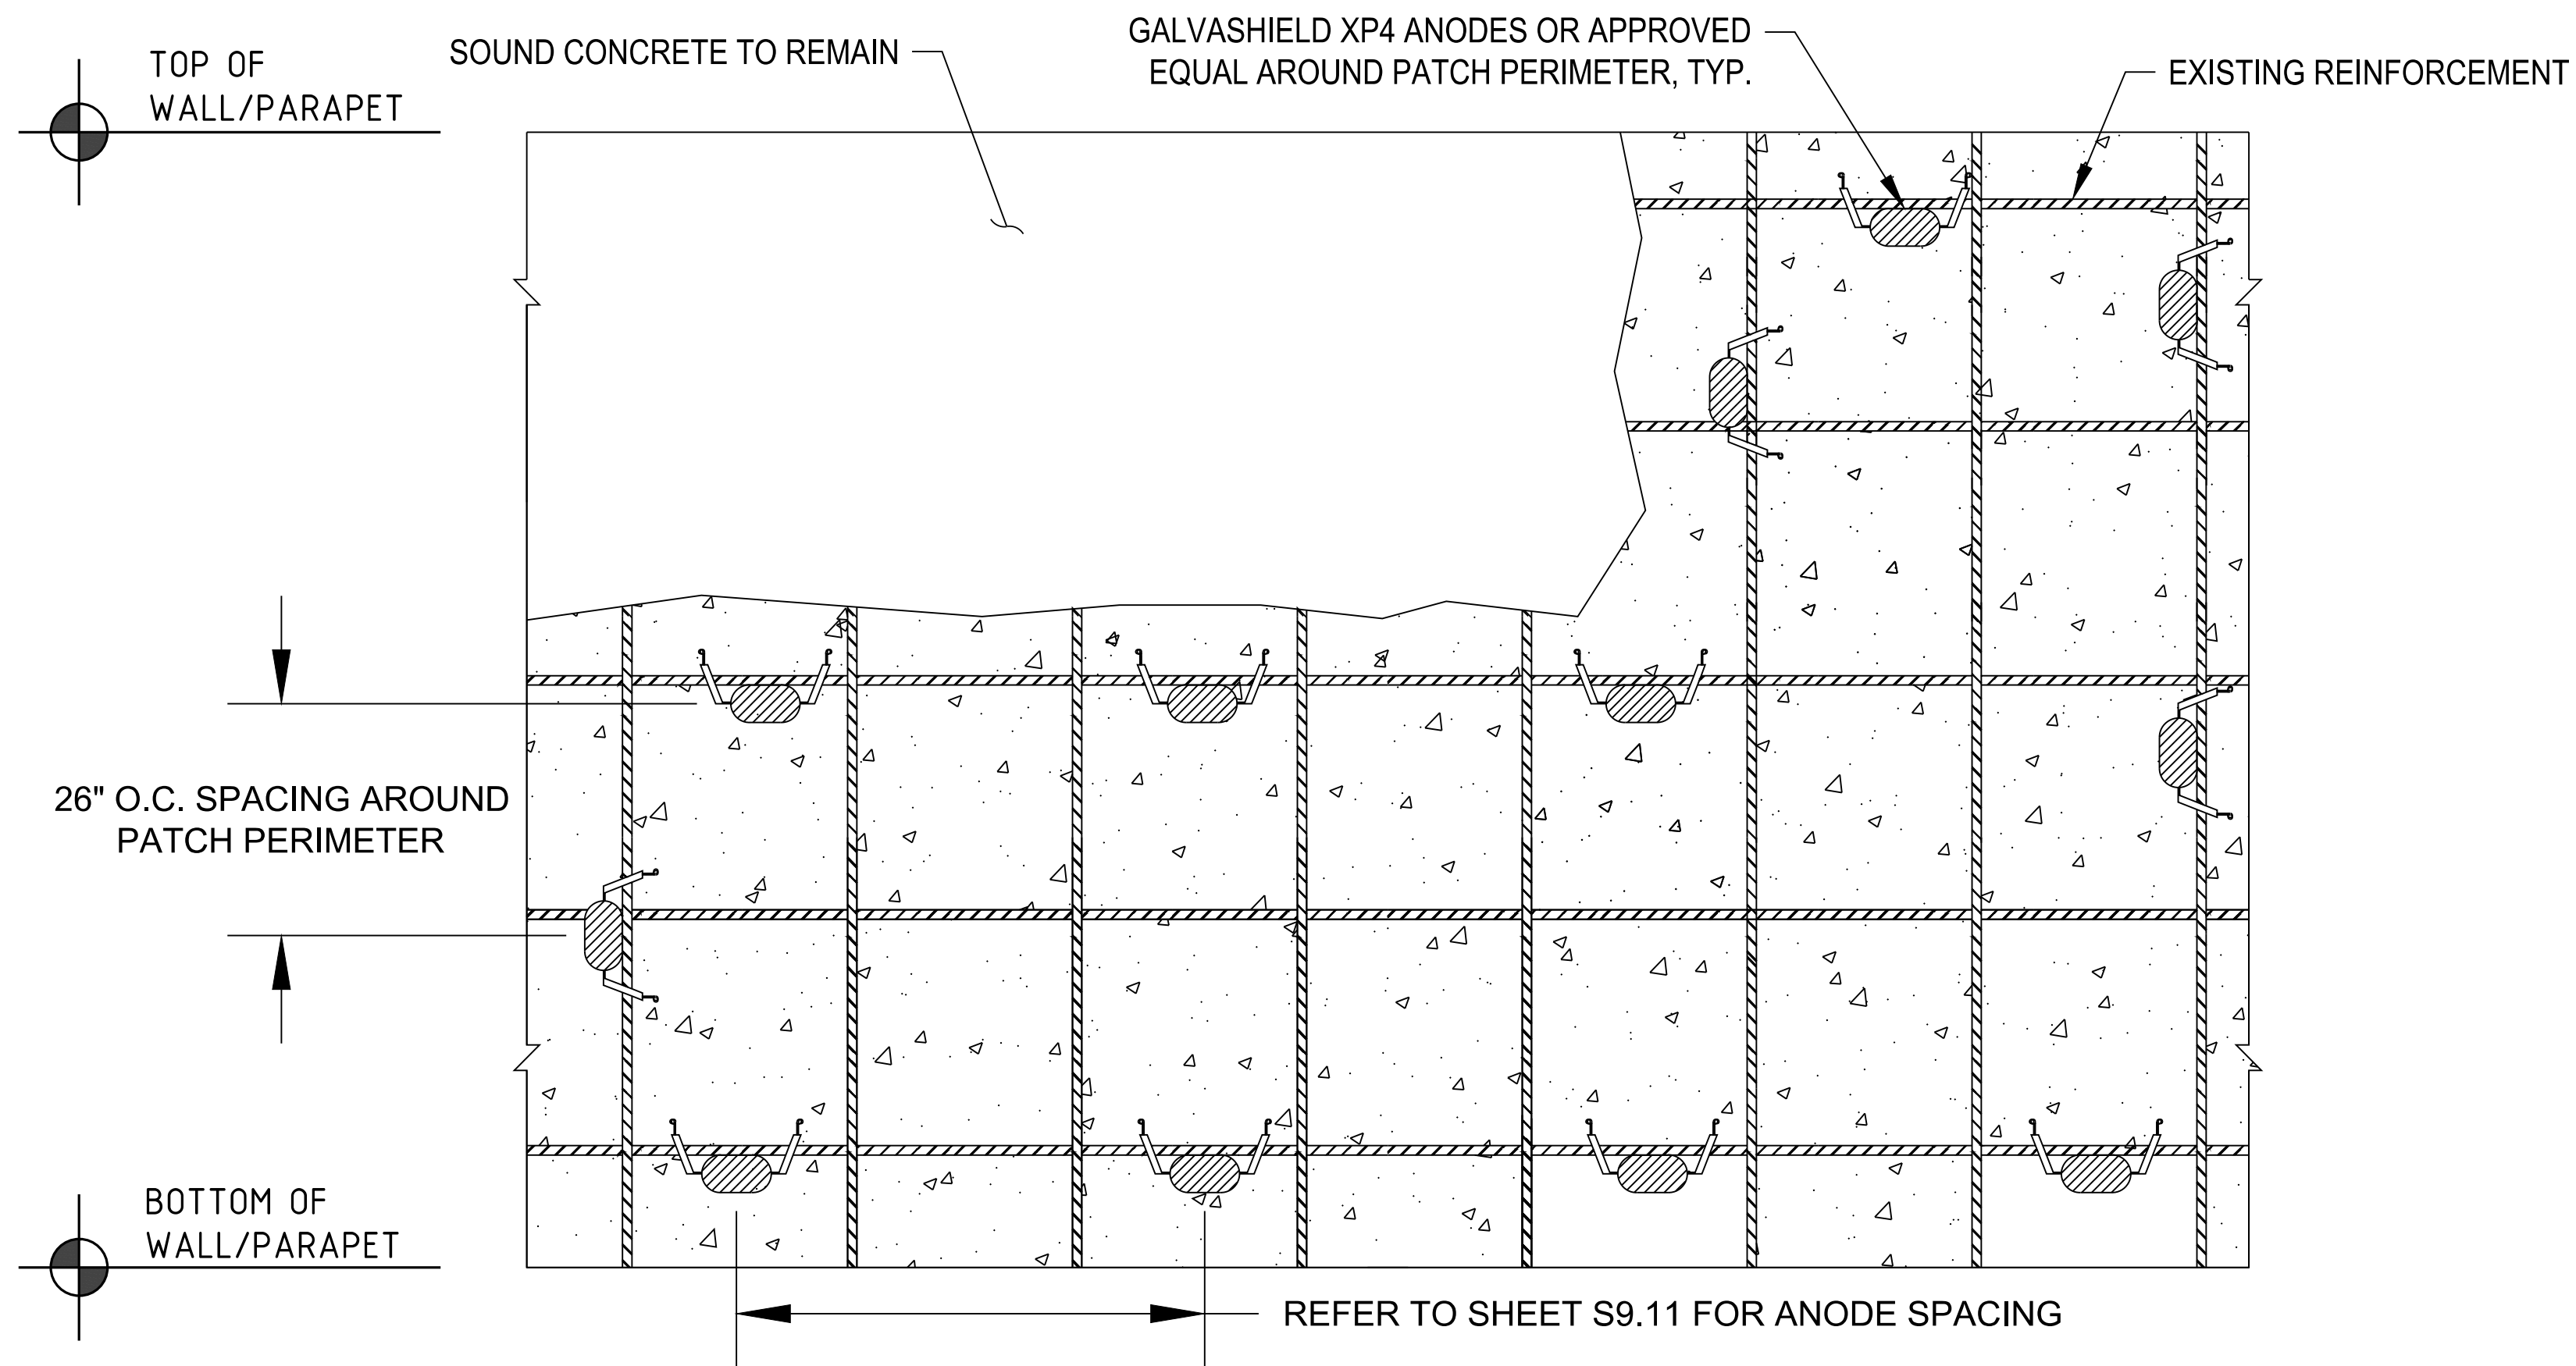 TOP OF
WALL/PARAPET
SOUND CONCRETE TO REMAIN
GALVASHIELD XP4 ANODES OR APPROVED
EQUAL AROUND PATCH PERIMETER, TYP.
EXISTING REINFORCEMENT
26" O.C. SPACING AROUND
PATCH PERIMETER
BOTTOM OF
WALL/PARAPET
REFER TO SHEET S9.11 FOR ANODE SPACING